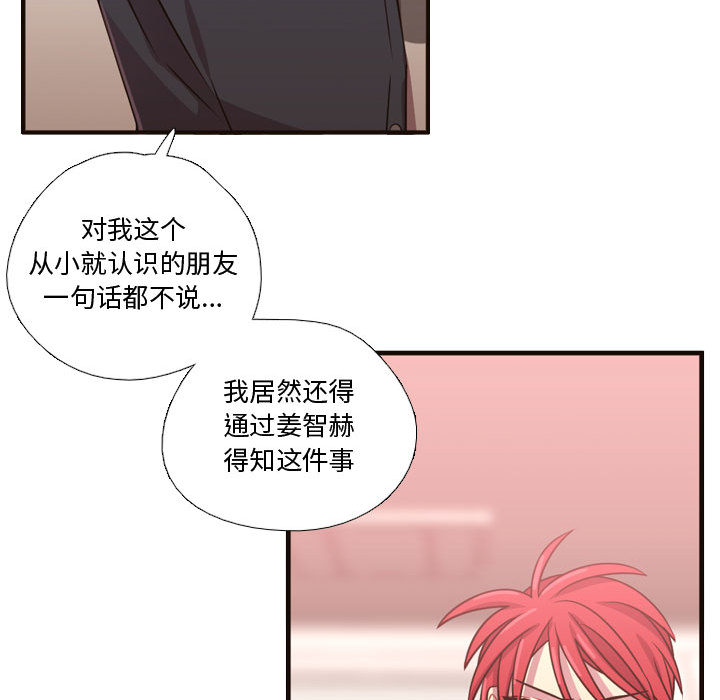 对我这个
从小就认识的朋友
一句话都不说...
我居然还得
通过姜智赫
得知这件事